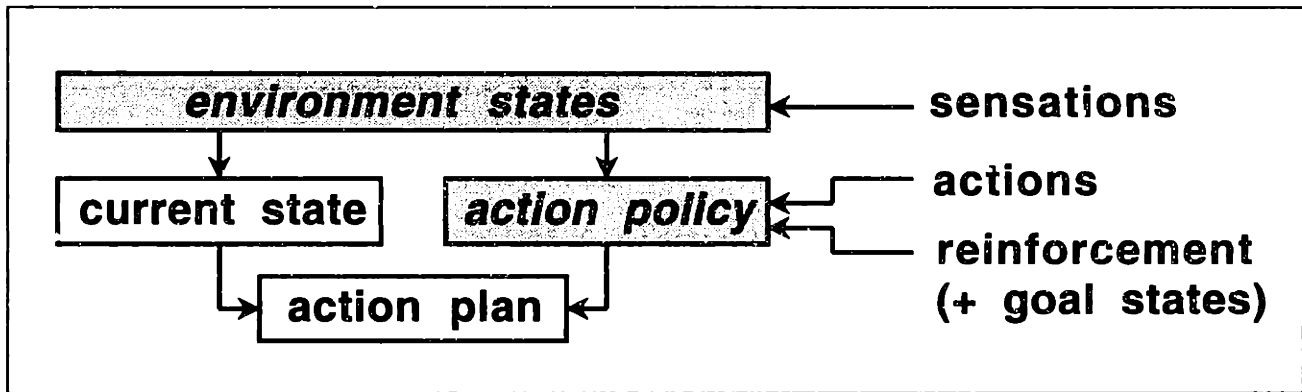 environment states
sensations
current state
action policy
actions
reinforcement
(+ goal states)
action plan